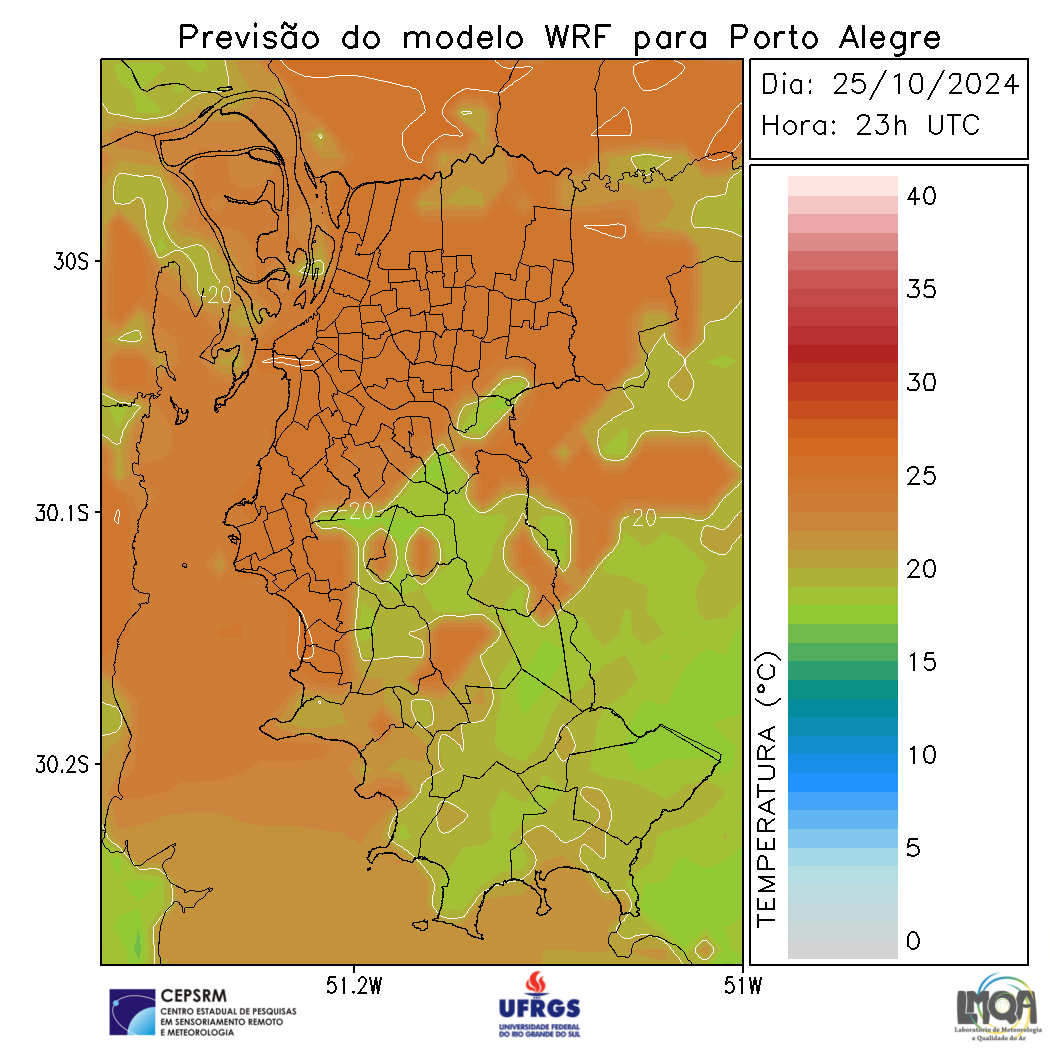 Previsão do modelo WRF para Porto Alegre
Dia: 25/10/2024
Hora: 23h UTC
40
35
30
25
20
15
10
5
0
TEMPERATURA (°C)
30S
30.1S
30.2S
51.2W
51W
20
20
20
20
CEPSRM
CENTRO ESTADUAL DE PESQUISAS
EM SENSORIAMENTO REMOTO
E METEOROLOGIA
UFRGS
UNIVERSIDADE FEDERAL
DO RIO GRANDE DO SUL
LMQA
Laboratório de Meteorologia
e Qualidade do Ar